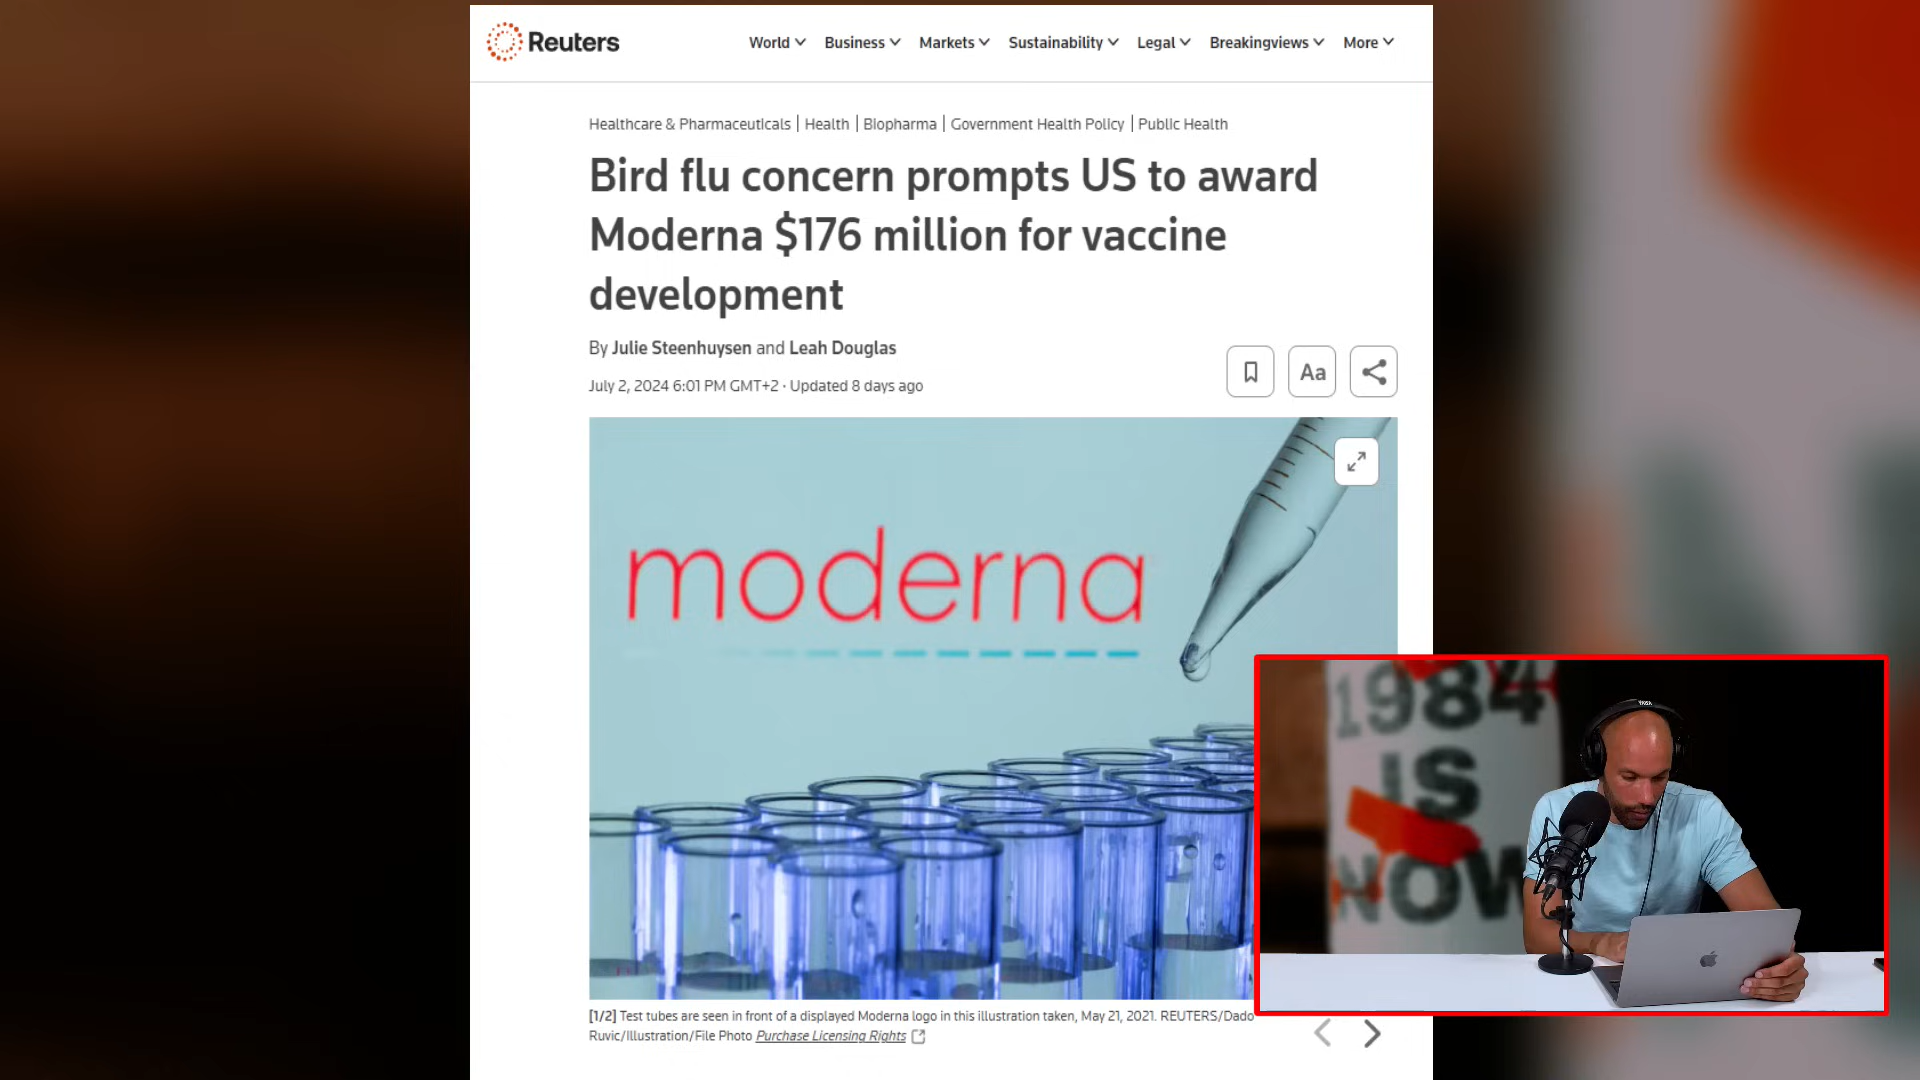 Reuters
World Business Markets Sustainability Legal Breakingviews More
Healthcare & Pharmaceuticals | Health | Biopharma | Government Health Policy | Public Health
Bird flu concern prompts US to award
Moderna $176 million for vaccine
development
By Julie Steenhuysen and Leah Douglas
July 2, 2024 6:01 PM GMT+2 · Updated 8 days ago
Aa
moderna
[1/2] Test tubes are seen in front of a displayed Moderna logo in this illustration taken, May 21, 2021. REUTERS/Dado
Ruvic/Illustration/File Photo Purchase Licensing Rights
1984
IS
NOW